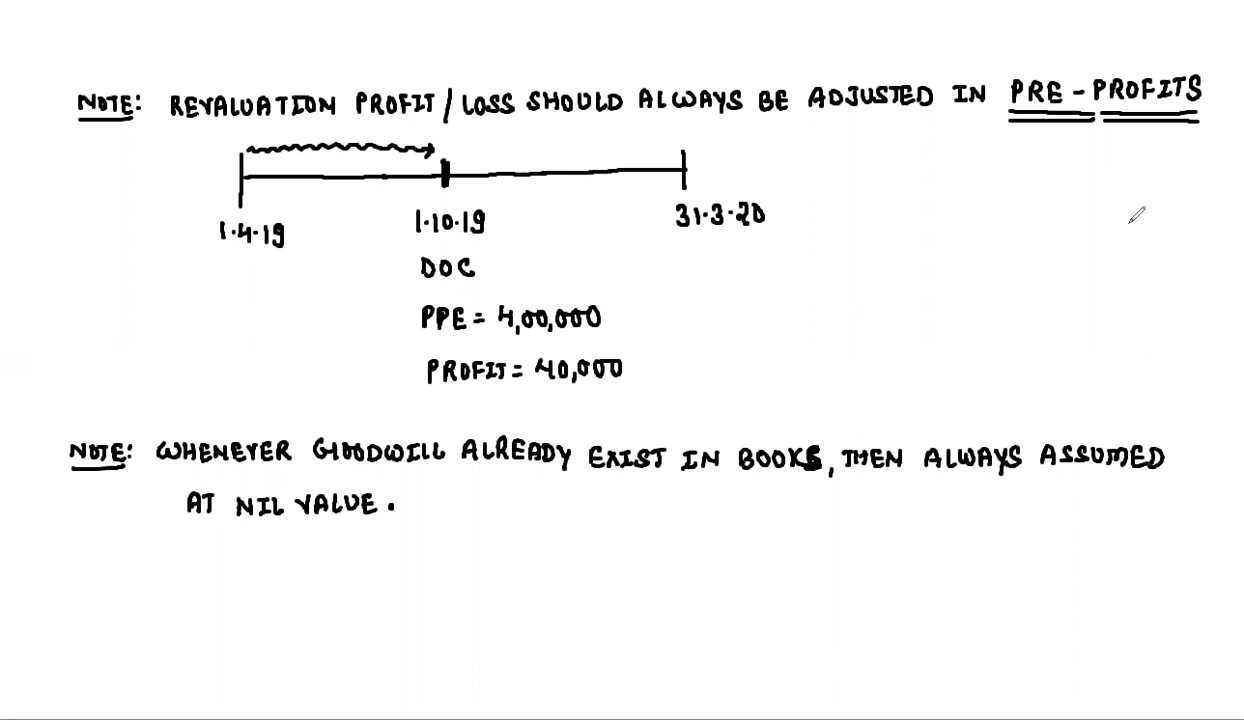 NOTE: REVALUATION PROFIT/LOSS SHOULD ALWAYS BE ADJUSTED IN PRE-PROFITS
1.4.19 1.10.19 31.3.20
DOC
PPE = 4,00,000
PROFIT = 40,000
NOTE: WHENEVER GOODWILL ALREADY EXIST IN BOOKS, THEN ALWAYS ASSUMED
AT NIL VALUE.